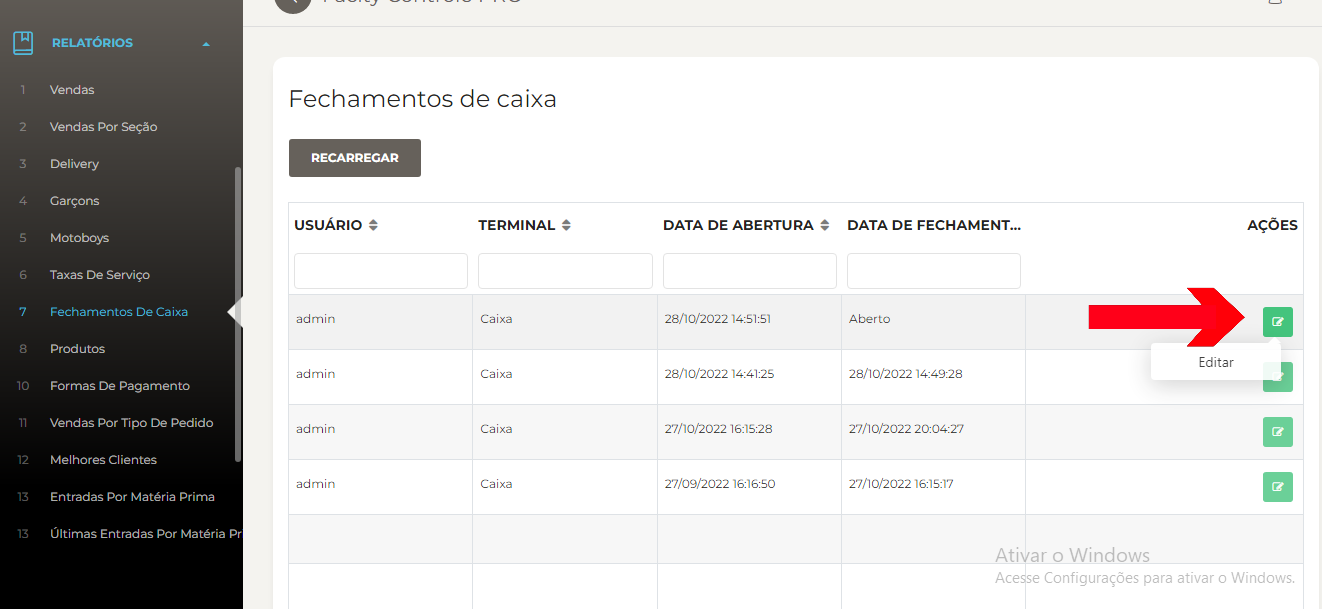 Facity Controle PRO
RELATÓRIOS
1 Vendas
2 Vendas Por Seção
3 Delivery
4 Garçons
5 Motoboys
6 Taxas De Serviço
7 Fechamentos De Caixa
8 Produtos
10 Formas De Pagamento
11 Vendas Por Tipo De Pedido
12 Melhores Clientes
13 Entradas Por Matéria Prima
13 Últimas Entradas Por Matéria Pr
Fechamentos de caixa
RECARREGAR
USUÁRIO TERMINAL DATA DE ABERTURA DATA DE FECHAMENT... AÇÕES
admin Caixa 28/10/2022 14:51:51 Aberto
Editar
admin Caixa 28/10/2022 14:41:25 28/10/2022 14:49:28
admin Caixa 27/10/2022 16:15:28 27/10/2022 20:04:27
admin Caixa 27/09/2022 16:16:50 27/10/2022 16:15:17
Ativar o Windows
Acesse Configurações para ativar o Windows.